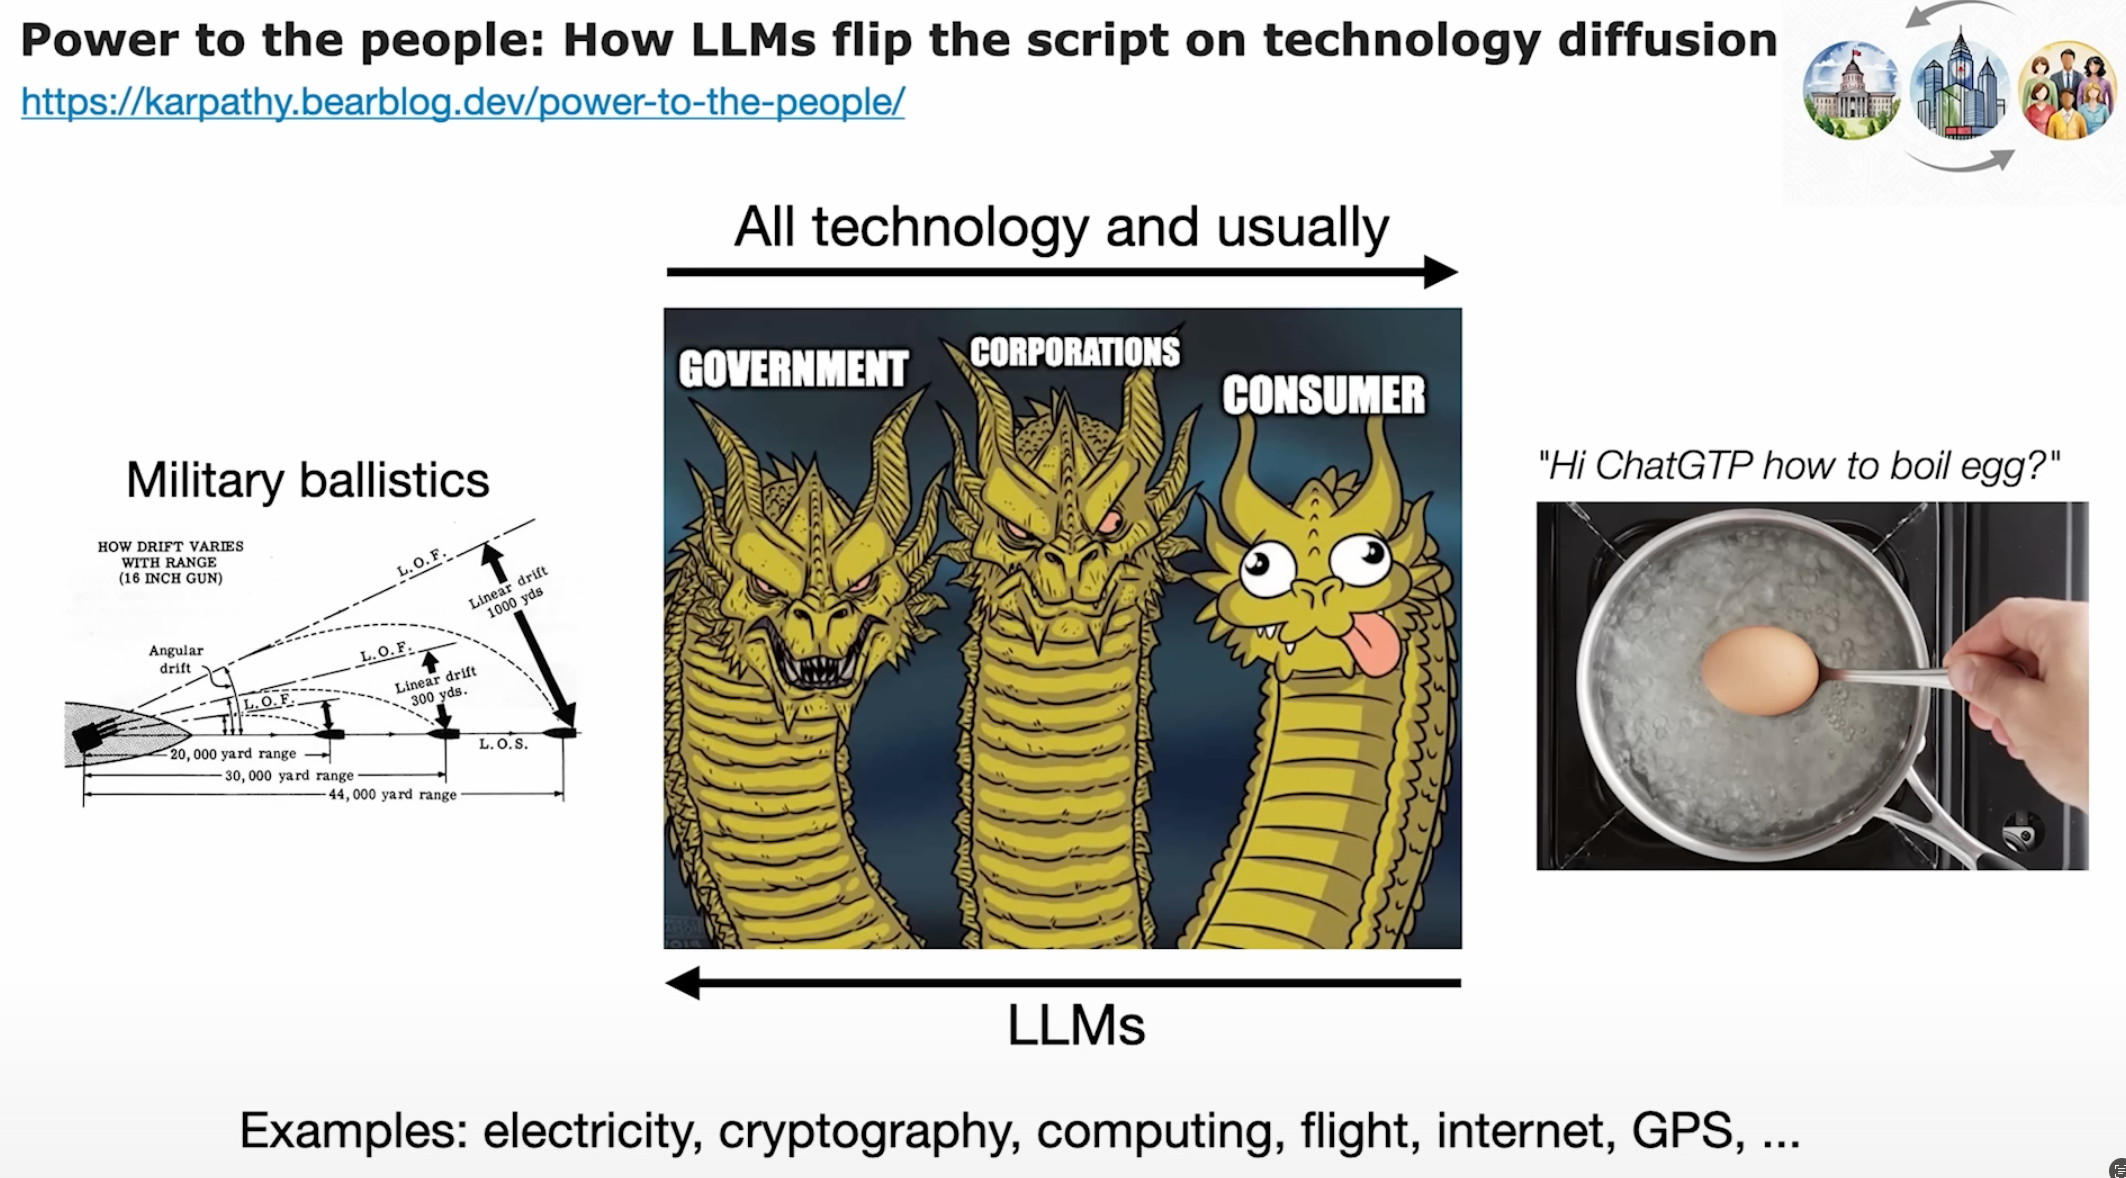 Power to the people: How LLMs flip the script on technology diffusion
https://karpathy.bearblog.dev/power-to-the-people/
All technology and usually
GOVERNMENT
CORPORATIONS
CONSUMER
Military ballistics
HOW DRIFT VARIES
WITH RANGE
(16 INCH GUN)
L.O.F.
Linear drift
1000 yds
Angular
drift
L.O.F.
Linear drift
300 yds.
L.O.F.
L.O.S.
20,000 yard range
30,000 yard range
44,000 yard range
"Hi ChatGTP how to boil egg?"
LLMs
Examples: electricity, cryptography, computing, flight, internet, GPS, ...